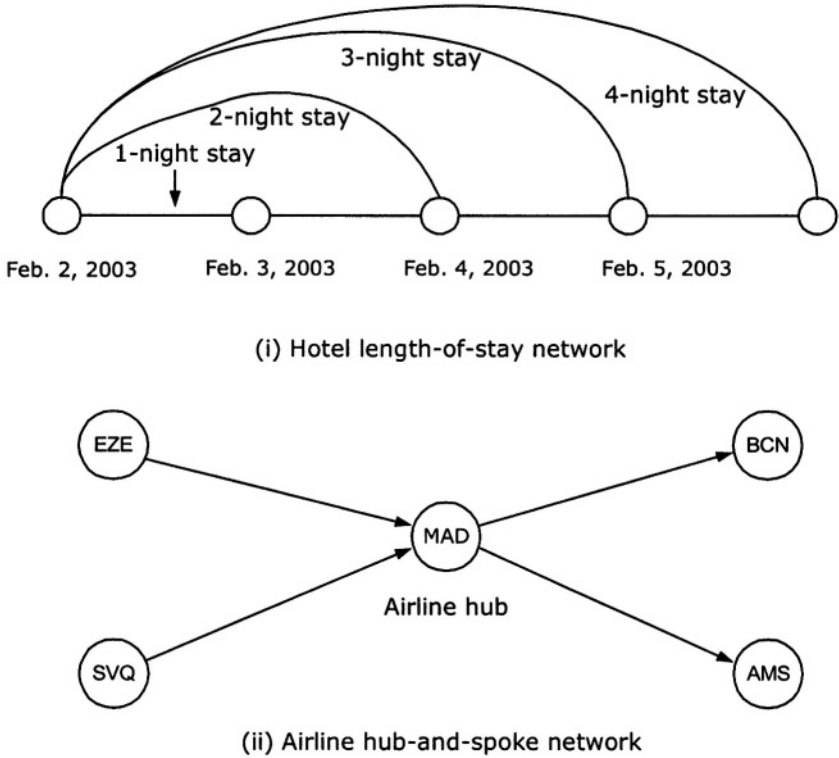 3-night stay
4-night stay
2-night stay
1-night stay
Feb. 2, 2003
Feb. 3, 2003
Feb. 4, 2003
Feb. 5, 2003
(i) Hotel length-of-stay network
EZE
BCN
MAD
Airline hub
SVQ
AMS
(ii) Airline hub-and-spoke network